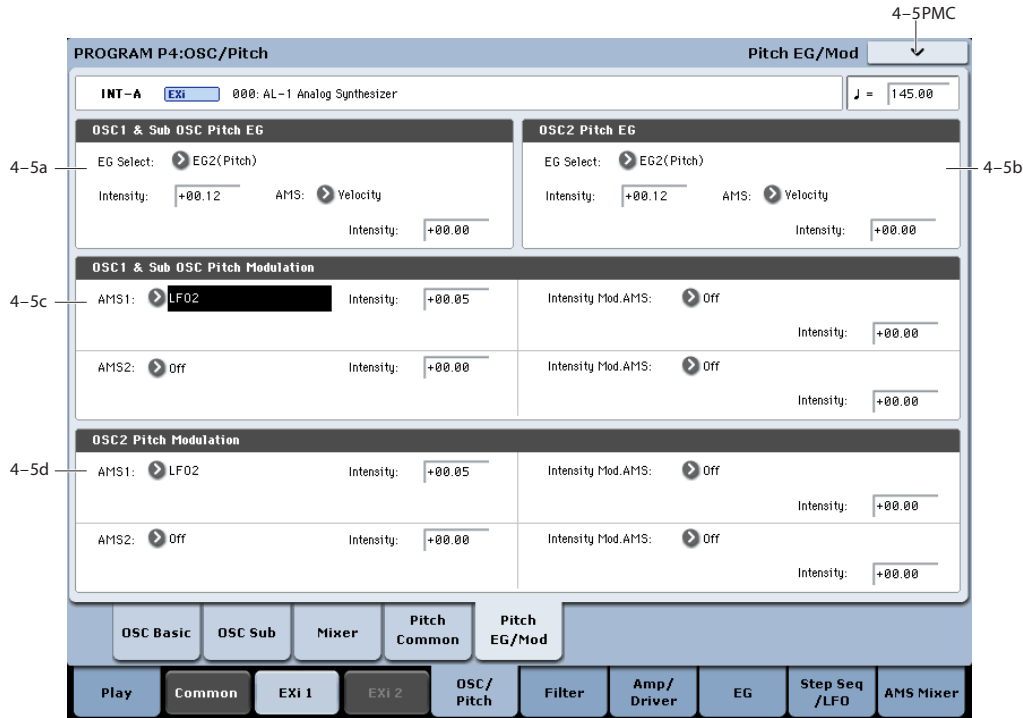 4–5PMC
PROGRAM P4:OSC/Pitch Pitch EG/Mod
INT-A EXi 000: AL-1 Analog Synthesizer ♩ = 145.00
OSC1 & Sub OSC Pitch EG
4–5a
EG Select: EG2(Pitch)
Intensity: +00.12 AMS: Velocity
Intensity: +00.00
OSC2 Pitch EG
4–5b
EG Select: EG2(Pitch)
Intensity: +00.12 AMS: Velocity
Intensity: +00.00
OSC1 & Sub OSC Pitch Modulation
4–5c
AMS1: LFO2 Intensity: +00.05 Intensity Mod.AMS: Off
Intensity: +00.00
AMS2: Off Intensity: +00.00 Intensity Mod.AMS: Off
Intensity: +00.00
OSC2 Pitch Modulation
4–5d
AMS1: LFO2 Intensity: +00.05 Intensity Mod.AMS: Off
Intensity: +00.00
AMS2: Off Intensity: +00.00 Intensity Mod.AMS: Off
Intensity: +00.00
OSC Basic
OSC Sub
Mixer
Pitch
Common
Pitch
EG/Mod
Play
Common
EXi 1
EXi 2
OSC/
Pitch
Filter
Amp/
Driver
EG
Step Seq
/LFO
AMS Mixer